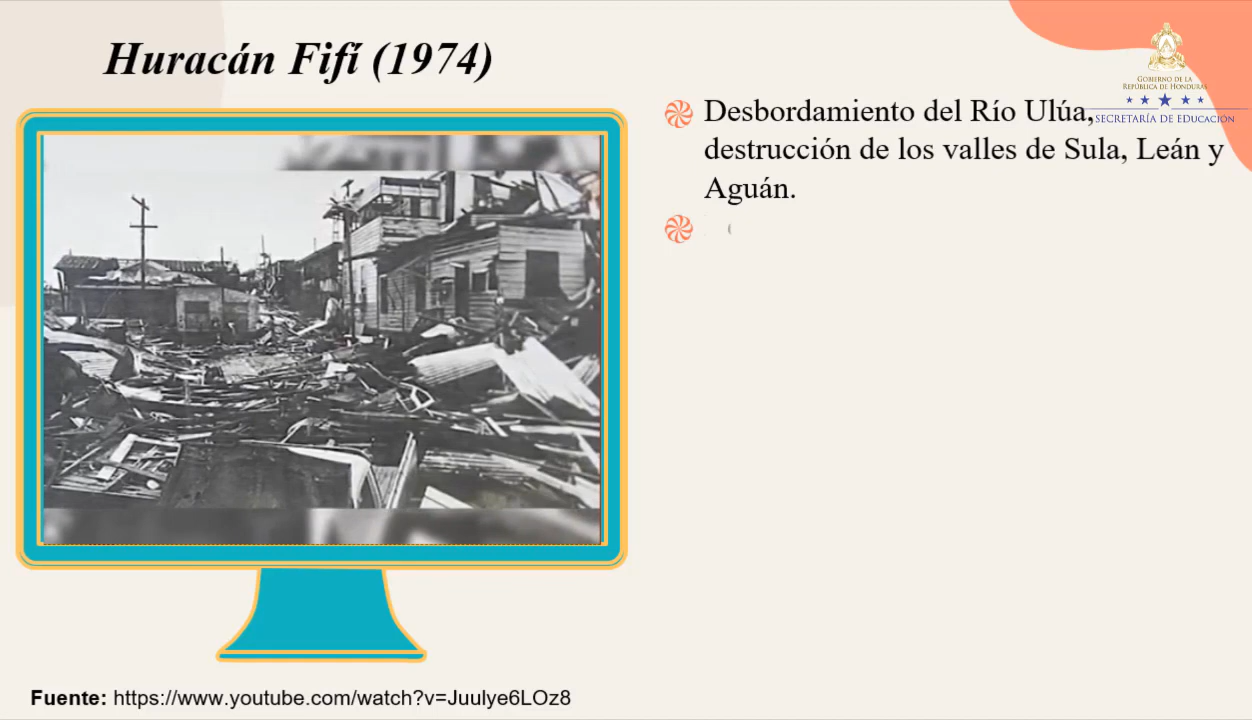 Huracán Fifí (1974)
GOBIERNO DE LA
REPÚBLICA DE HONDURAS
SECRETARÍA DE EDUCACIÓN
Desbordamiento del Río Ulúa,
destrucción de los valles de Sula, Leán y
Aguán.
Fuente: https://www.youtube.com/watch?v=Juulye6LOz8